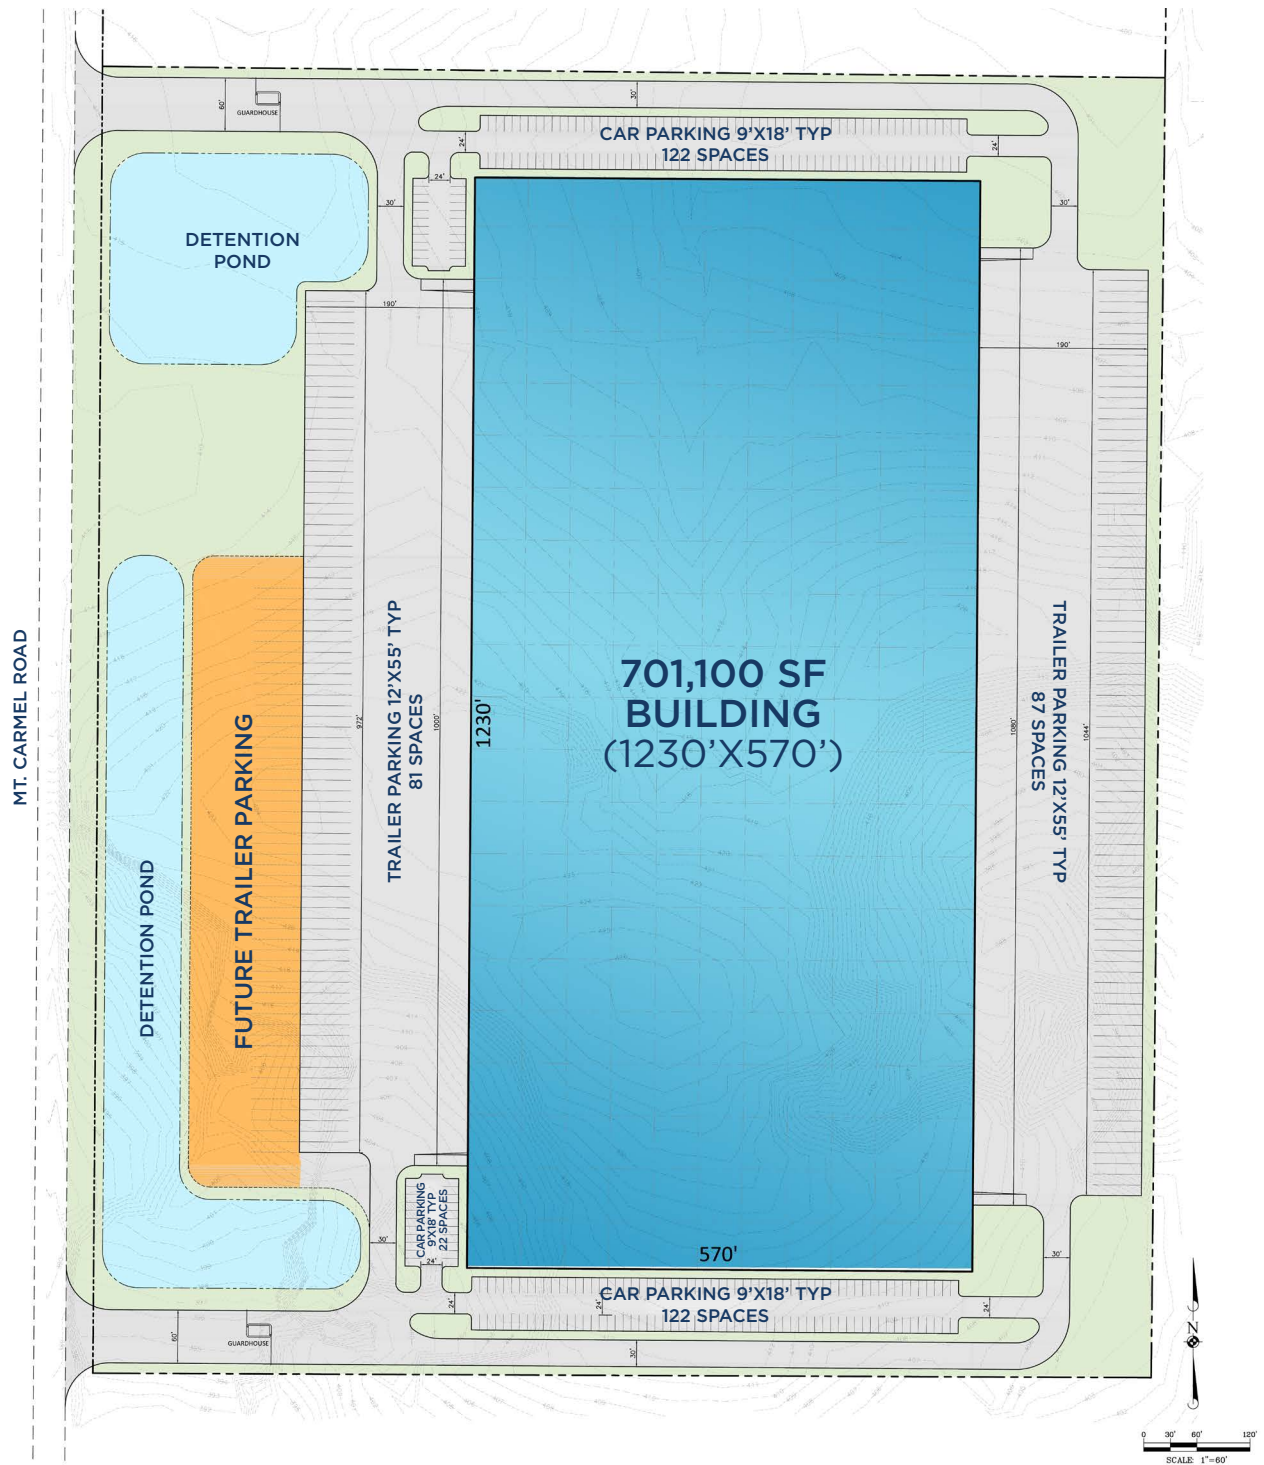 60'
GUARDHOUSE
30'
CAR PARKING 9'X18' TYP
122 SPACES
24'
24'
24'
30'
30'
DETENTION
POND
190'
190'
MT. CARMEL ROAD
DETENTION POND
FUTURE TRAILER PARKING
972'
TRAILER PARKING 12'X55' TYP
81 SPACES
1000'
1230'
701,100 SF
BUILDING
(1230'X570')
1080'
TRAILER PARKING 12'X55' TYP
87 SPACES
1044'
CAR PARKING
9'X18' TYP
22 SPACES
24'
30'
30'
570'
CAR PARKING 9'X18' TYP
122 SPACES
24'
24'
24'
60'
GUARDHOUSE
30'
N
0 30' 60' 120'
SCALE: 1"=60'